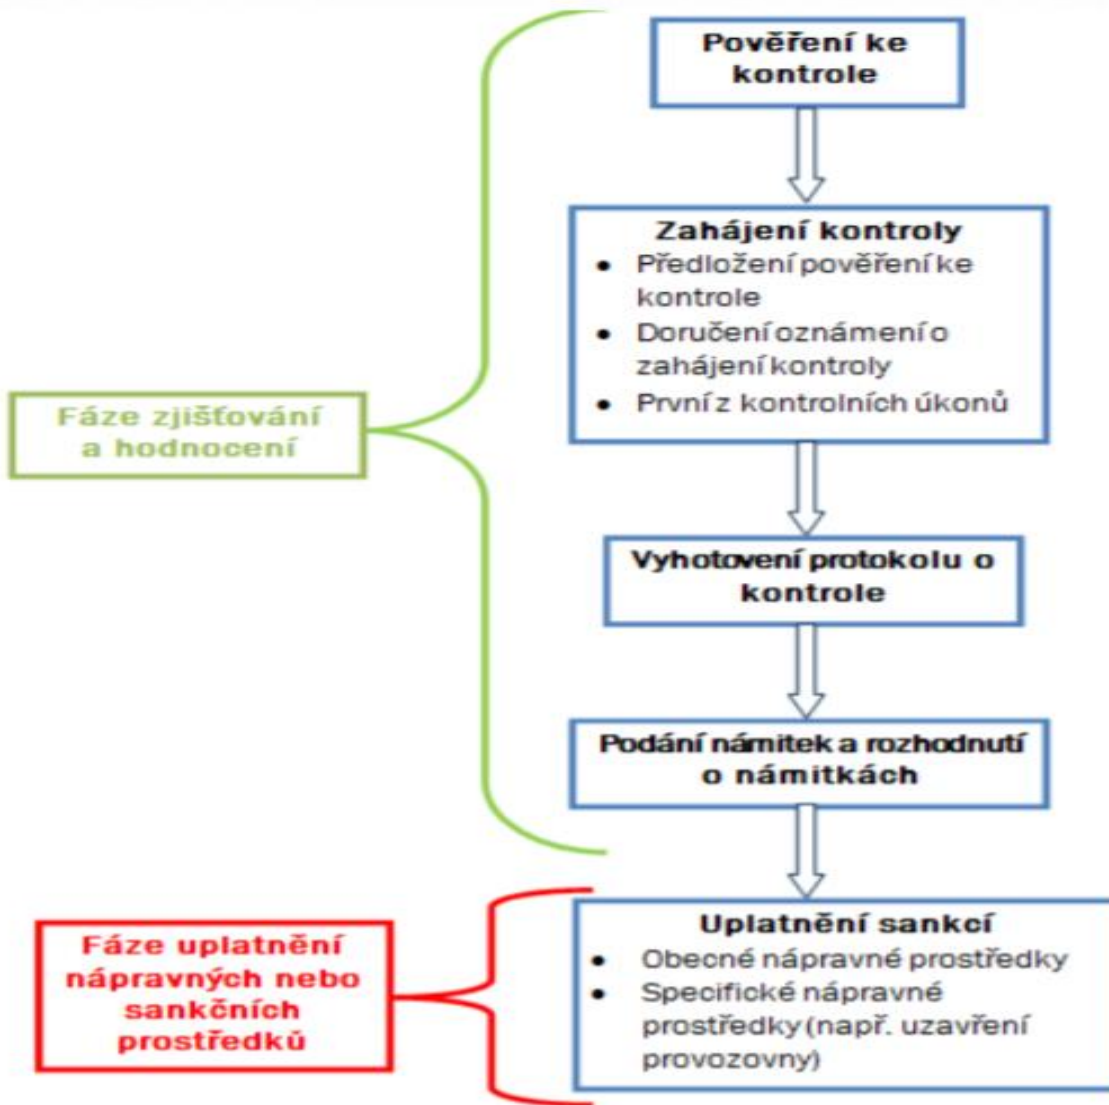 Pověření ke
kontrole
Zahájení kontroly
• Předložení pověření ke
kontrole
• Doručení oznámení o
zahájení kontroly
• První z kontrolních úkonů
Fáze zjišťování
a hodnocení
Vyhotovení protokolu o
kontrole
Podání námitek a rozhodnutí
o námitkách
Fáze uplatnění
nápravných nebo
sankčních
prostředků
Uplatnění sankcí
• Obecné nápravné prostředky
• Specifické nápravné
prostředky (např. uzavření
provozovny)